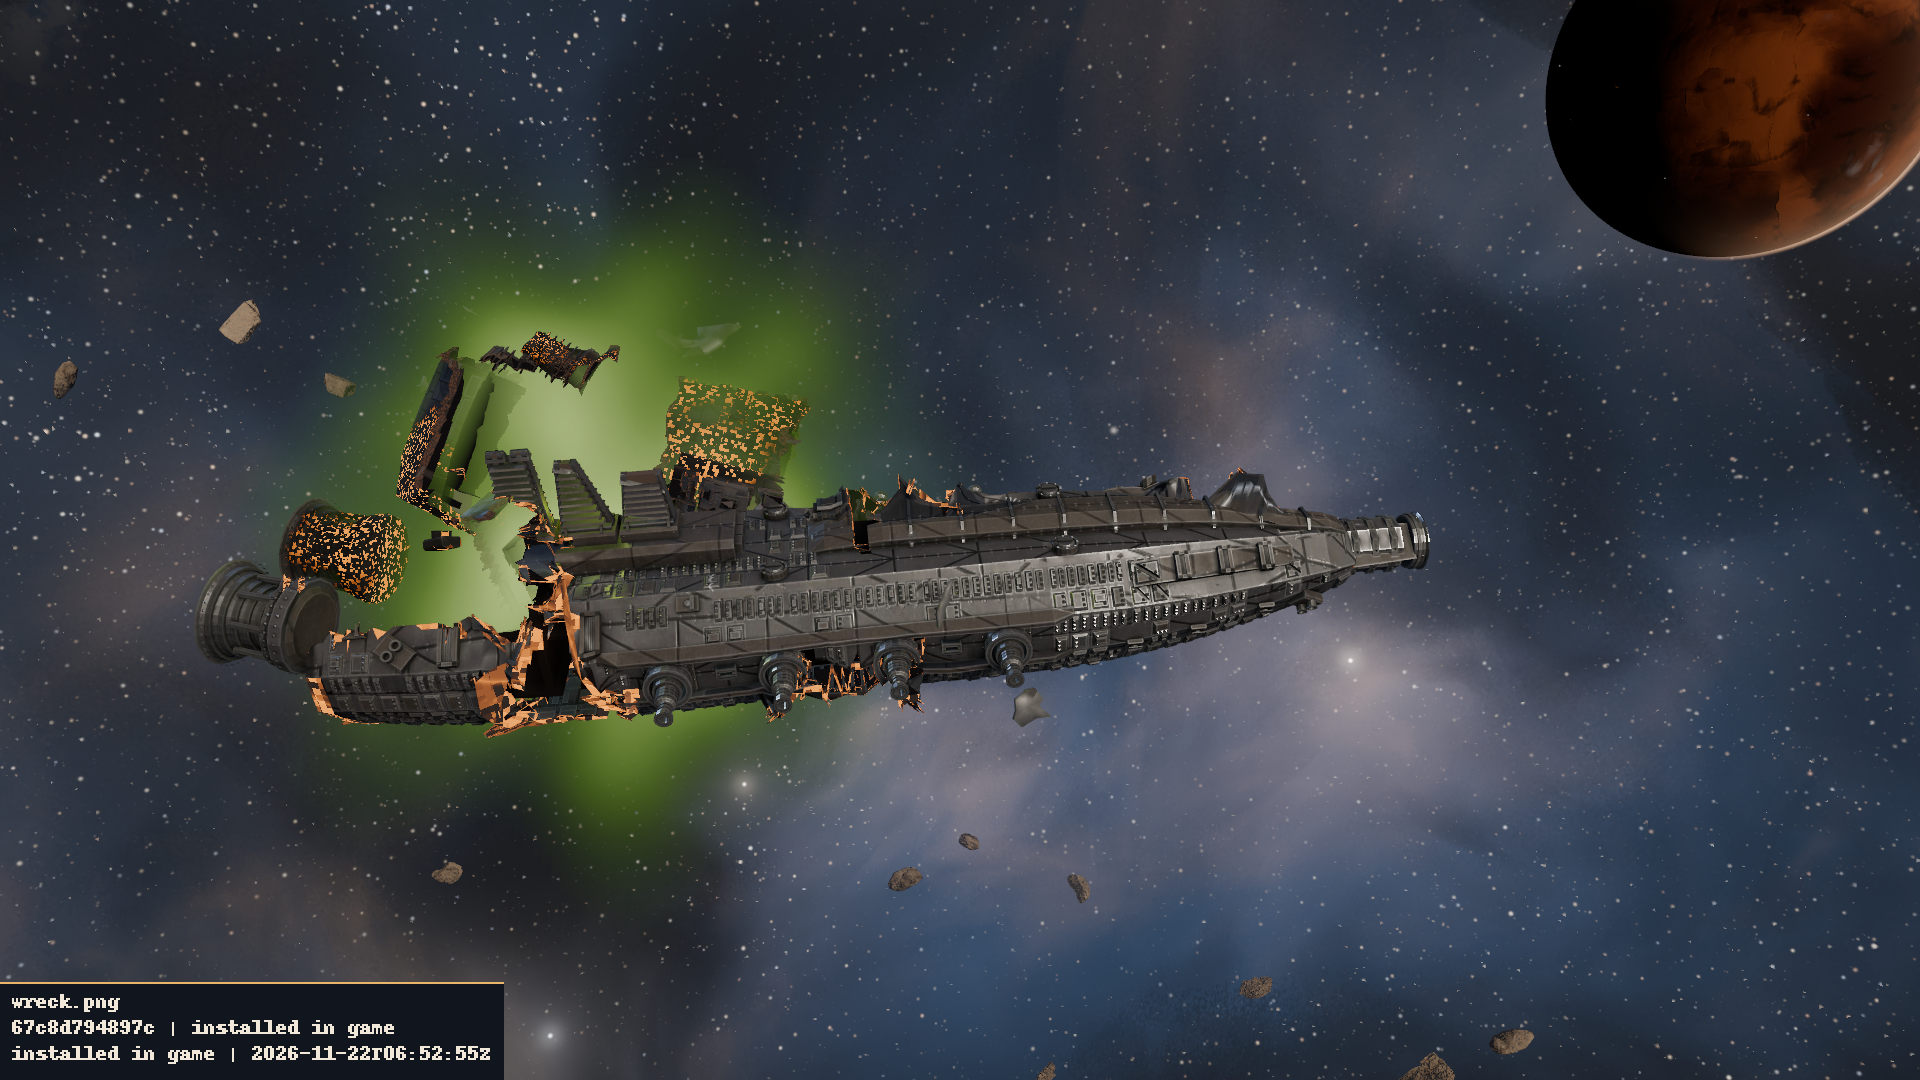 wreck.png
67c8d794897c | installed in game
installed in game | 2026-11-22T06:52:55Z